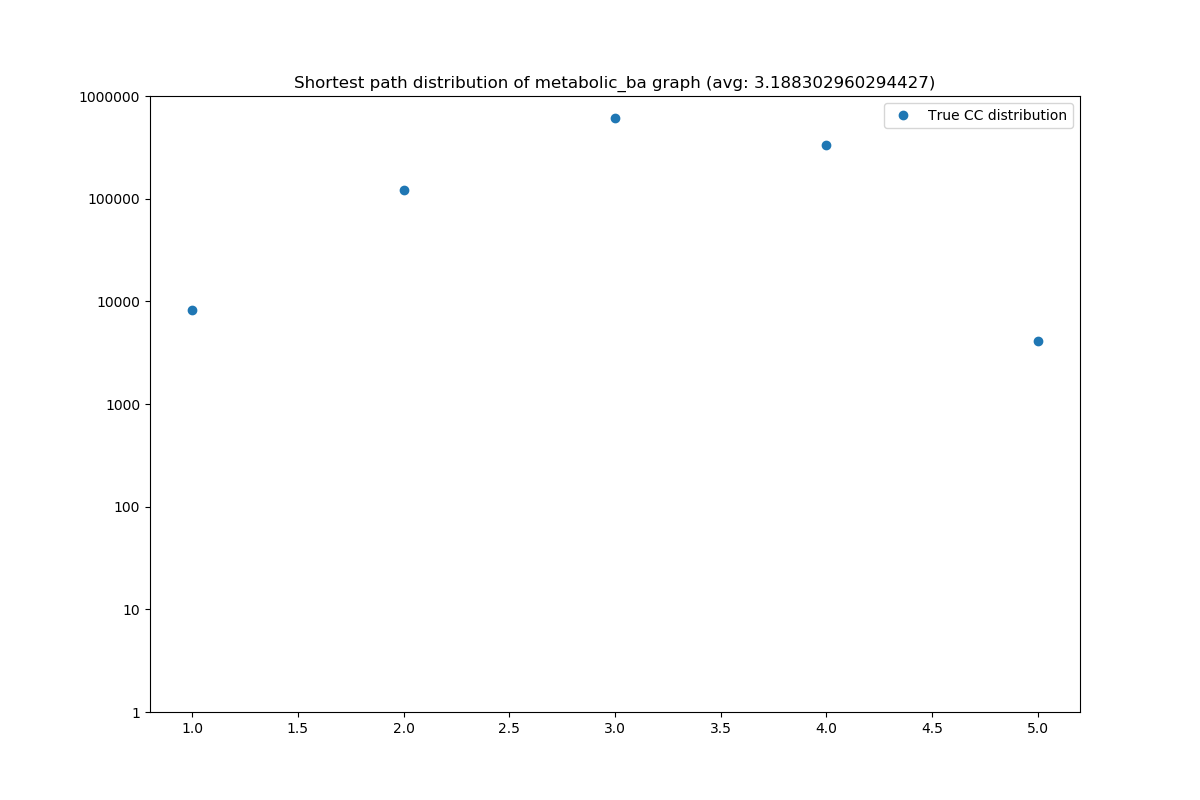 Shortest path distribution of metabolic_ba graph (avg: 3.188302960294427)
1000000
True CC distribution
100000
10000
1000
100
10
1
1.0 1.5 2.0 2.5 3.0 3.5 4.0 4.5 5.0